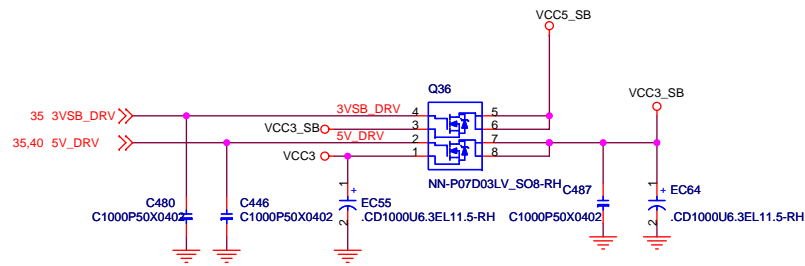 VCC5_SB
Q36
VCC3_SB
35 3VSB_DRV
3VSB_DRV
4
5
VCC3_SB
3
6
35,40 5V_DRV
5V_DRV
2
7
VCC3
1
8
NN-P07D03LV_SO8-RH
C480
C1000P50X0402
C446
C1000P50X0402
1
+
EC55
2
.CD1000U6.3EL11.5-RH
C487
C1000P50X0402
1
+
EC64
2
.CD1000U6.3EL11.5-RH